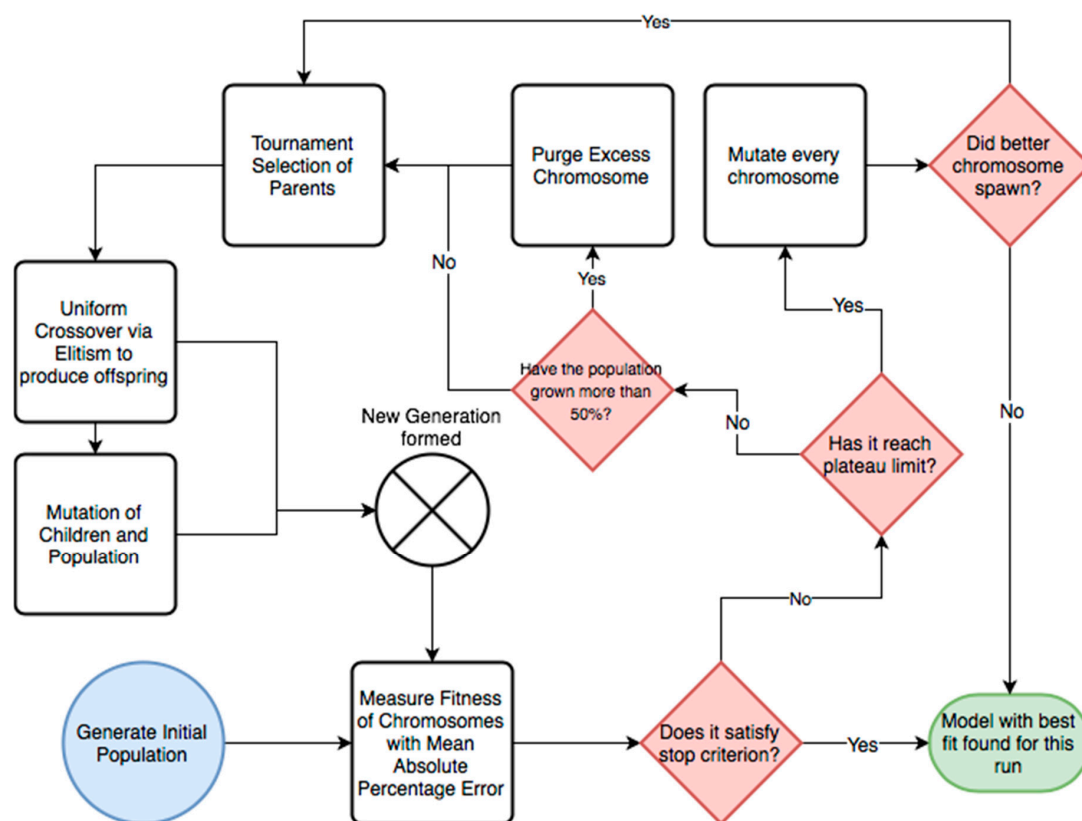 Yes
Tournament
Selection of
Parents
Purge Excess
Chromosome
Mutate every
chromosome
Did better
chromosome
spawn?
No
Yes
Yes
Uniform
Crossover via
Elitism to
produce offspring
Have the population
grown more than
50%?
No
New Generation
formed
No
Has it reach
plateau limit?
Mutation of
Children and
Population
No
Generate Initial
Population
Measure Fitness
of Chromosomes
with Mean
Absolute
Percentage Error
Does it satisfy
stop criterion?
Yes
Model with best
fit found for this
run